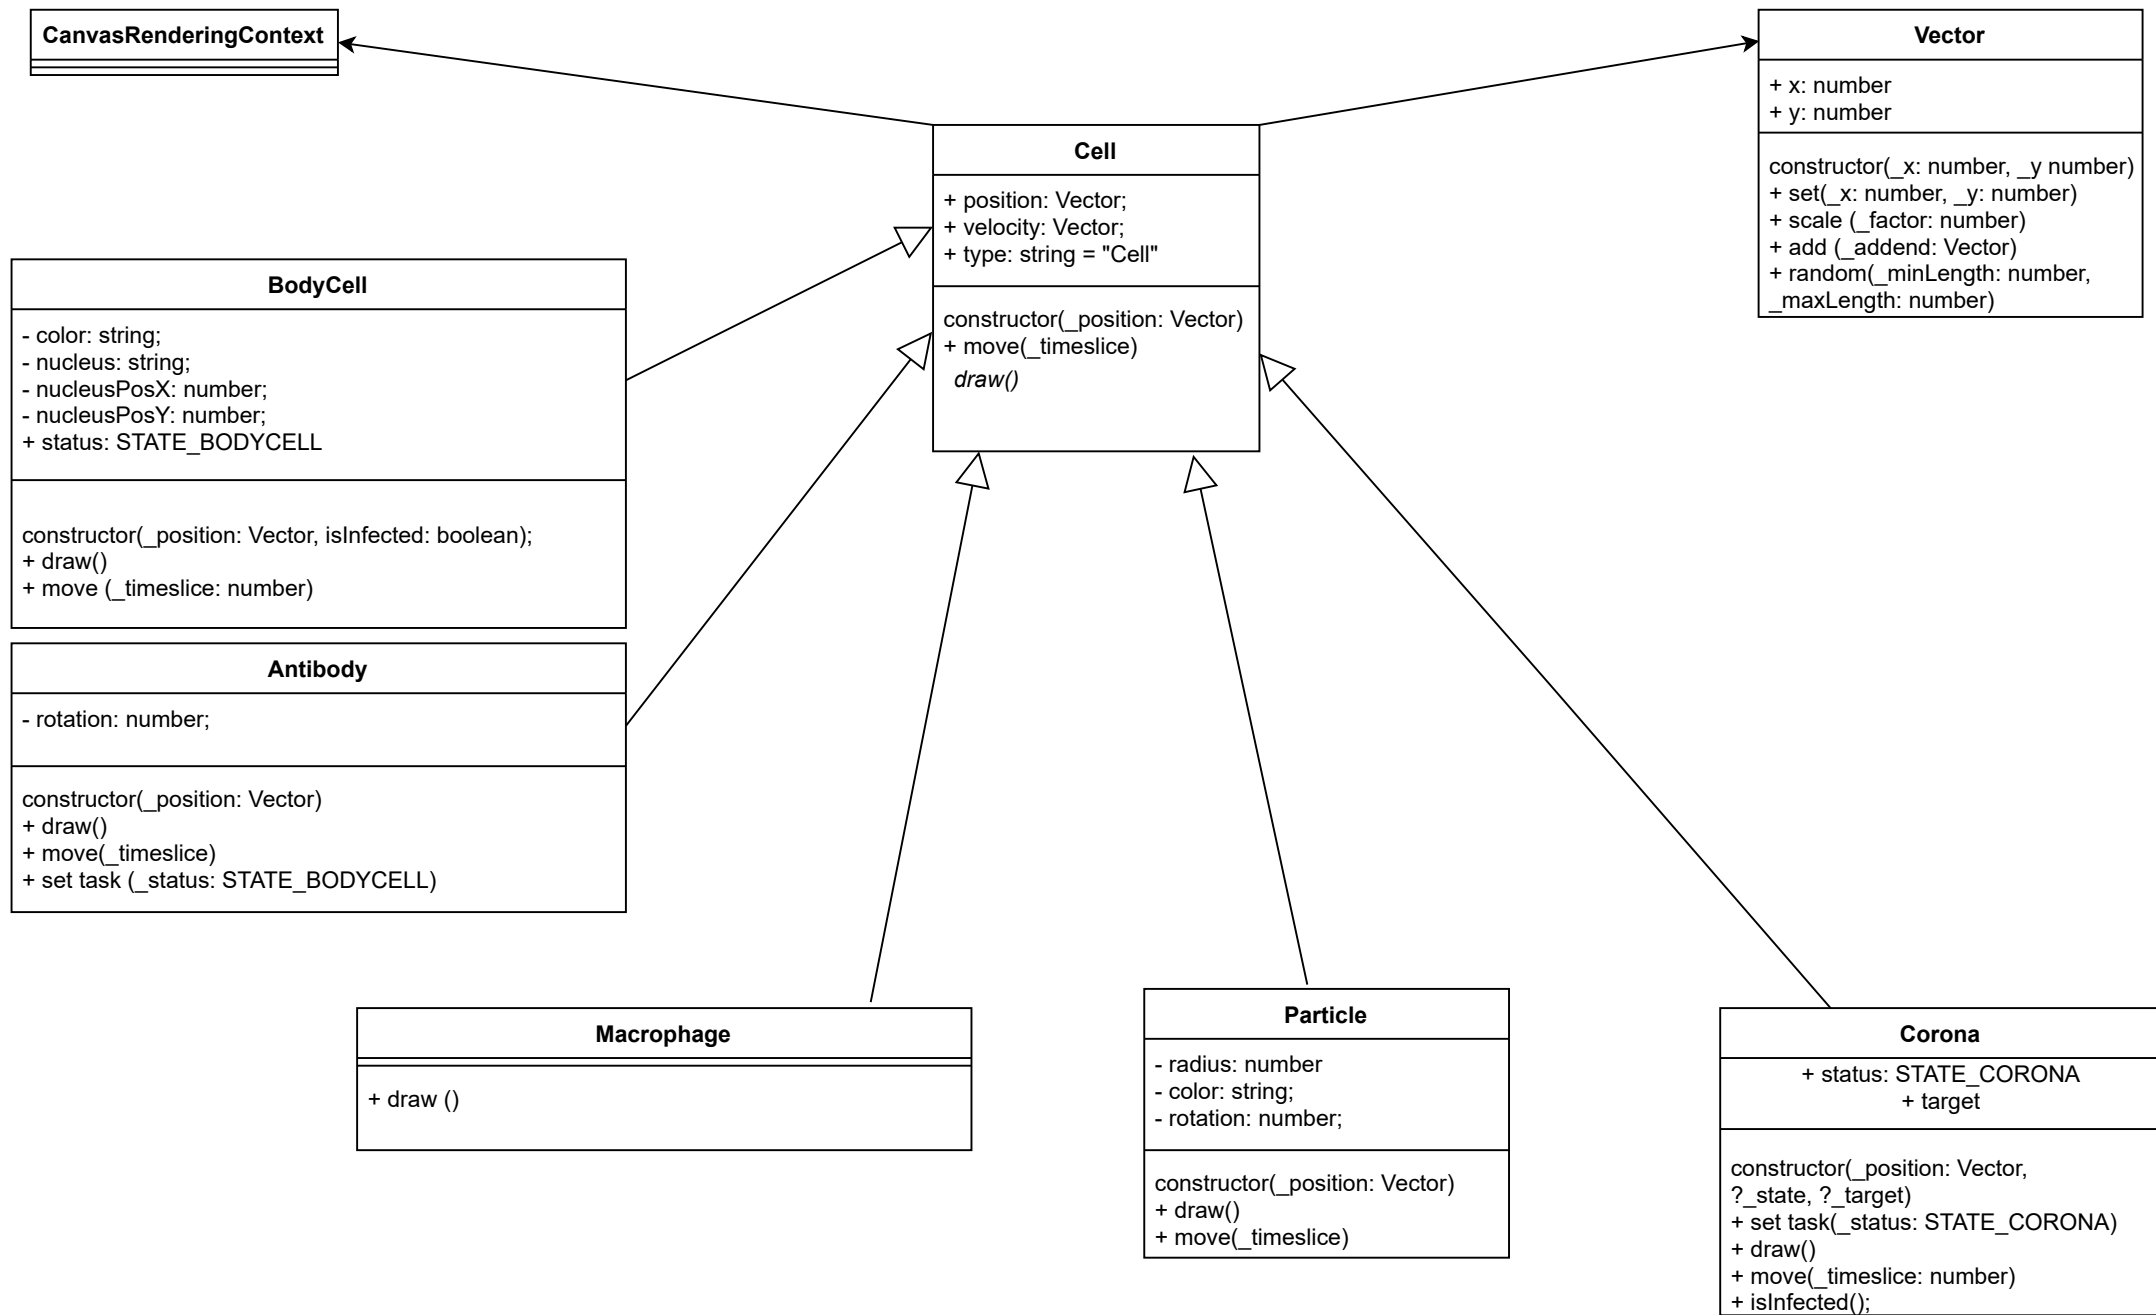 CanvasRenderingContext
Vector
+ x: number
+ y: number
constructor(_x: number, _y number)
+ set(_x: number, _y: number)
+ scale (_factor: number)
+ add (_addend: Vector)
+ random(_minLength: number,
_maxLength: number)
Cell
+ position: Vector;
+ velocity: Vector;
+ type: string = "Cell"
constructor(_position: Vector)
+ move(_timeslice)
draw()
BodyCell
- color: string;
- nucleus: string;
- nucleusPosX: number;
- nucleusPosY: number;
+ status: STATE_BODYCELL
constructor(_position: Vector, isInfected: boolean);
+ draw()
+ move (_timeslice: number)
Antibody
- rotation: number;
constructor(_position: Vector)
+ draw()
+ move(_timeslice)
+ set task (_status: STATE_BODYCELL)
Macrophage
+ draw ()
Particle
- radius: number
- color: string;
- rotation: number;
constructor(_position: Vector)
+ draw()
+ move(_timeslice)
Corona
+ status: STATE_CORONA
+ target
constructor(_position: Vector,
?_state, ?_target)
+ set task(_status: STATE_CORONA)
+ draw()
+ move(_timeslice: number)
+ isInfected();